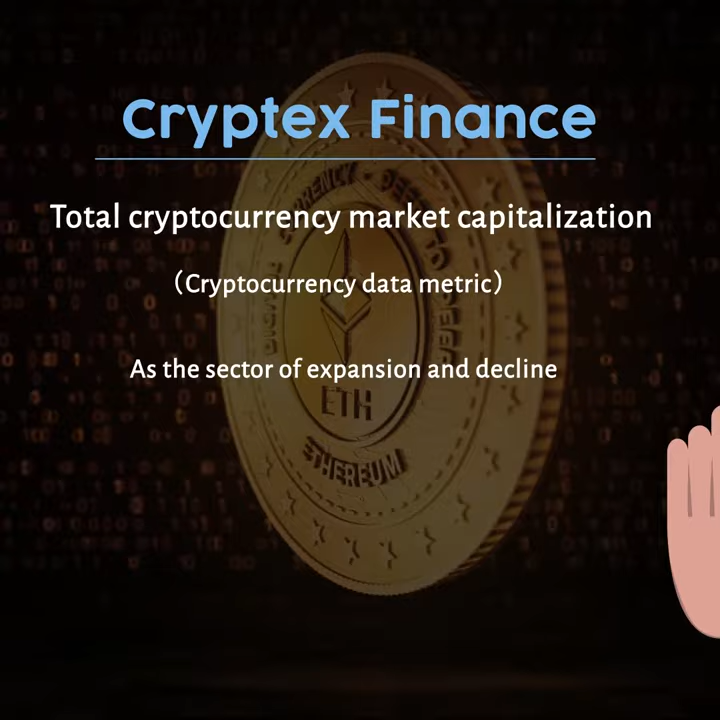 Cryptex Finance
Total cryptocurrency market capitalization
(Cryptocurrency data metric)
As the sector of expansion and decline
ETH
ETHEREUM